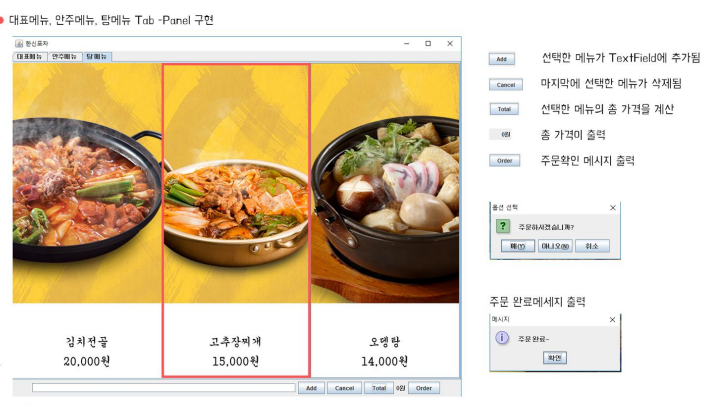 대표메뉴, 안주메뉴, 탕메뉴 Tab -Panel 구현
한신포차
대표메뉴 안주메뉴 탕메뉴
김치전골 고추장찌개 오뎅탕
20,000원 15,000원 14,000원
Add Cancel Total 0원 Order
Add 선택한 메뉴가 TextField에 추가됨
Cancel 마지막에 선택한 메뉴가 삭제됨
Total 선택한 메뉴의 총 가격을 계산
0원 총 가격이 출력
Order 주문확인 메시지 출력
옵션 선택
주문하시겠습니까?
예(Y) 아니오(N) 취소
주문 완료메세지 출력
메시지
주문완료~
확인